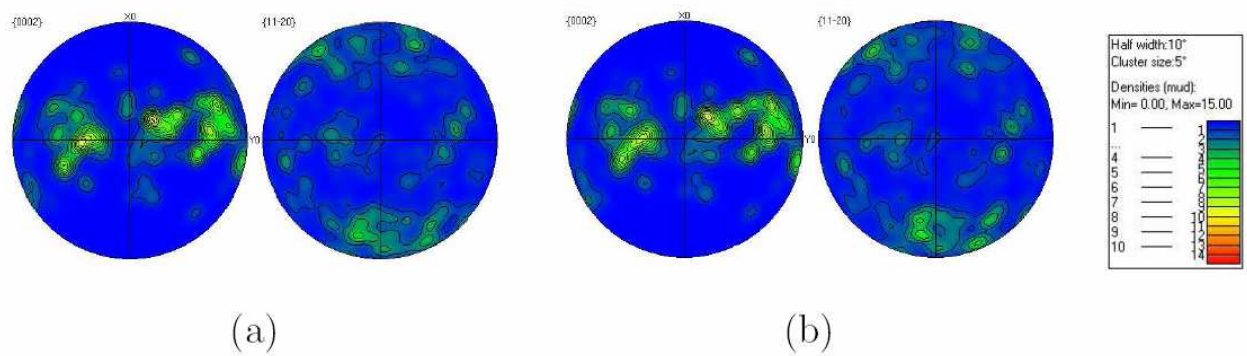 {0002} X0 {11-20}
Y0
(a)
{0002} X0 {11-20}
Y0
(b)
Half width:10°
Cluster size:5°
Densities (mud):
Min= 0.00, Max=15.00
1
...
4
5
6
7
8
9
10
1
2
3
4
5
6
7
8
9
10
11
12
13
14